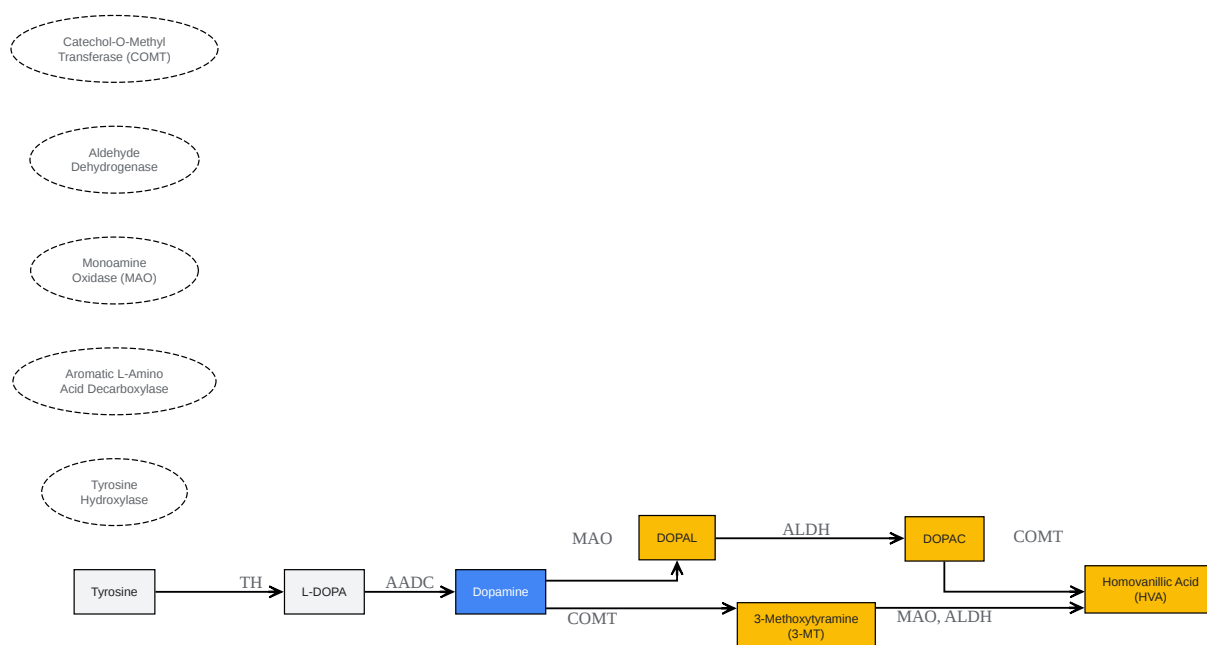 Catechol-O-Methyl
Transferase (COMT)
Aldehyde
Dehydrogenase
Monoamine
Oxidase (MAO)
Aromatic L-Amino
Acid Decarboxylase
Tyrosine
Hydroxylase
MAO
DOPAL
ALDH
DOPAC
COMT
Tyrosine
TH
L-DOPA
AADC
Dopamine
COMT
3-Methoxytyramine
(3-MT)
MAO, ALDH
Homovanillic Acid
(HVA)